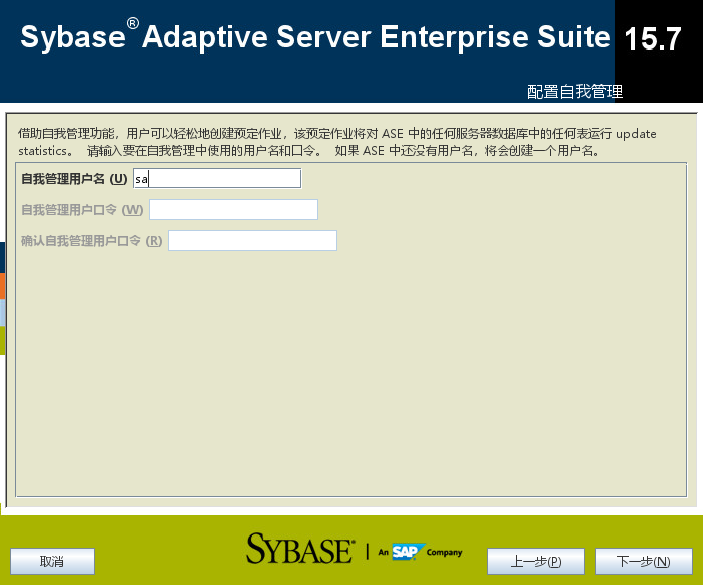 Sybase® Adaptive Server Enterprise Suite 15.7
配置自我管理
借助自我管理功能，用户可以轻松地创建预定作业，该预定作业将对 ASE 中的任何服务器数据库中的任何表运行 update
statistics。 请输入要在自我管理中使用的用户名和口令。 如果 ASE 中还没有用户名，将会创建一个用户名。
自我管理用户名 (U) sa
自我管理用户口令 (W)
确认自我管理用户口令 (R)
SYBASE® | An SAP Company
取消 上一步(P) 下一步(N)